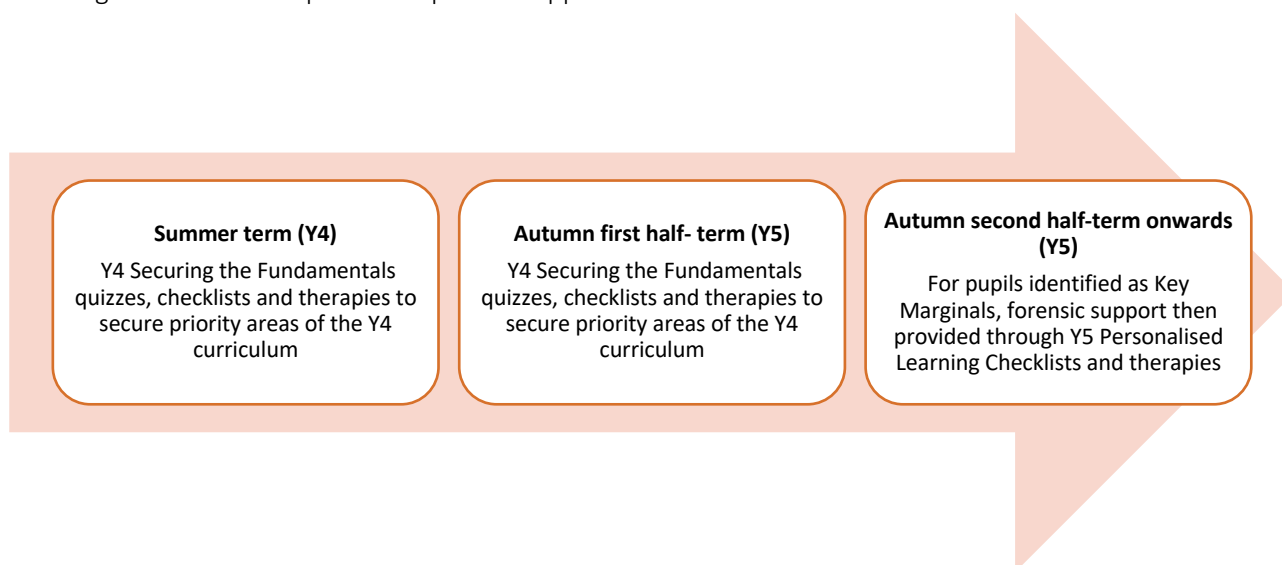 Summer term (Y4)
Y4 Securing the Fundamentals
quizzes, checklists and therapies to
secure priority areas of the Y4
curriculum
Autumn first half- term (Y5)
Y4 Securing the Fundamentals
quizzes, checklists and therapies to
secure priority areas of the Y4
curriculum
Autumn second half-term onwards
(Y5)
For pupils identified as Key
Marginals, forensic support then
provided through Y5 Personalised
Learning Checklists and therapies